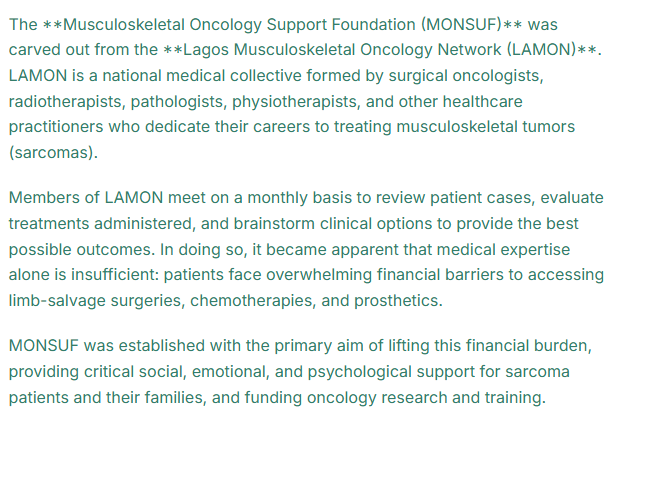 The **Musculoskeletal Oncology Support Foundation (MONSUF)** was
carved out from the **Lagos Musculoskeletal Oncology Network (LAMON)**.
LAMON is a national medical collective formed by surgical oncologists,
radiotherapists, pathologists, physiotherapists, and other healthcare
practitioners who dedicate their careers to treating musculoskeletal tumors
(sarcomas).
Members of LAMON meet on a monthly basis to review patient cases, evaluate
treatments administered, and brainstorm clinical options to provide the best
possible outcomes. In doing so, it became apparent that medical expertise
alone is insufficient: patients face overwhelming financial barriers to accessing
limb-salvage surgeries, chemotherapies, and prosthetics.
MONSUF was established with the primary aim of lifting this financial burden,
providing critical social, emotional, and psychological support for sarcoma
patients and their families, and funding oncology research and training.